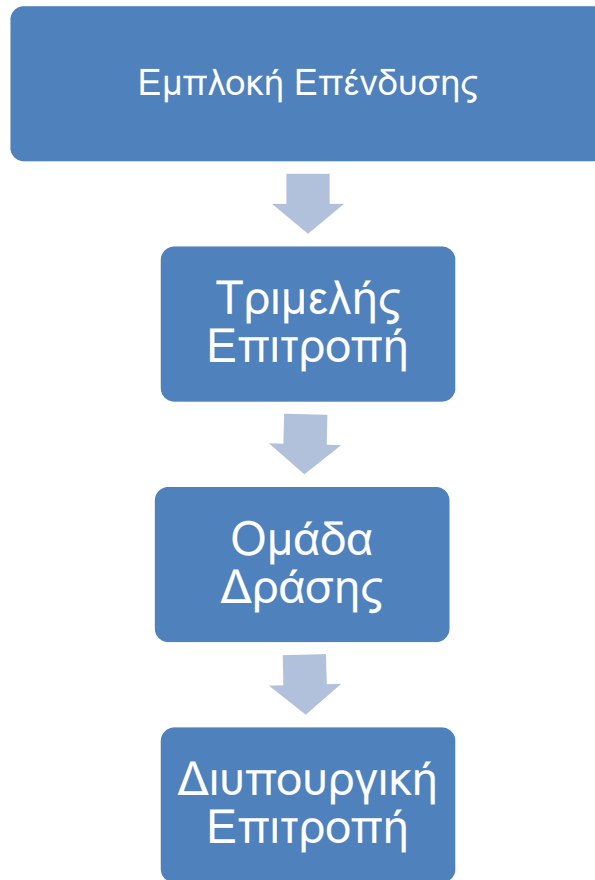 Εμπλοκή Επένδυσης
Τριμελής
Επιτροπή
Ομάδα
Δράσης
Διυπουργική
Επιτροπή